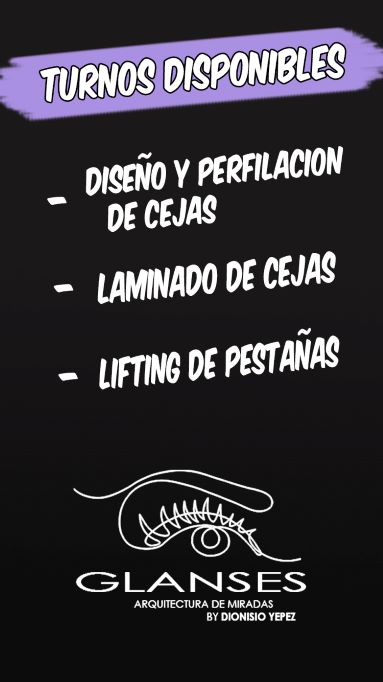 TURNOS DISPONIBLES
- DISEÑO Y PERFILACION
DE CEJAS
- LAMINADO DE CEJAS
- LIFTING DE PESTAÑAS
GLANSES
ARQUITECTURA DE MIRADAS
BY DIONISIO YEPEZ